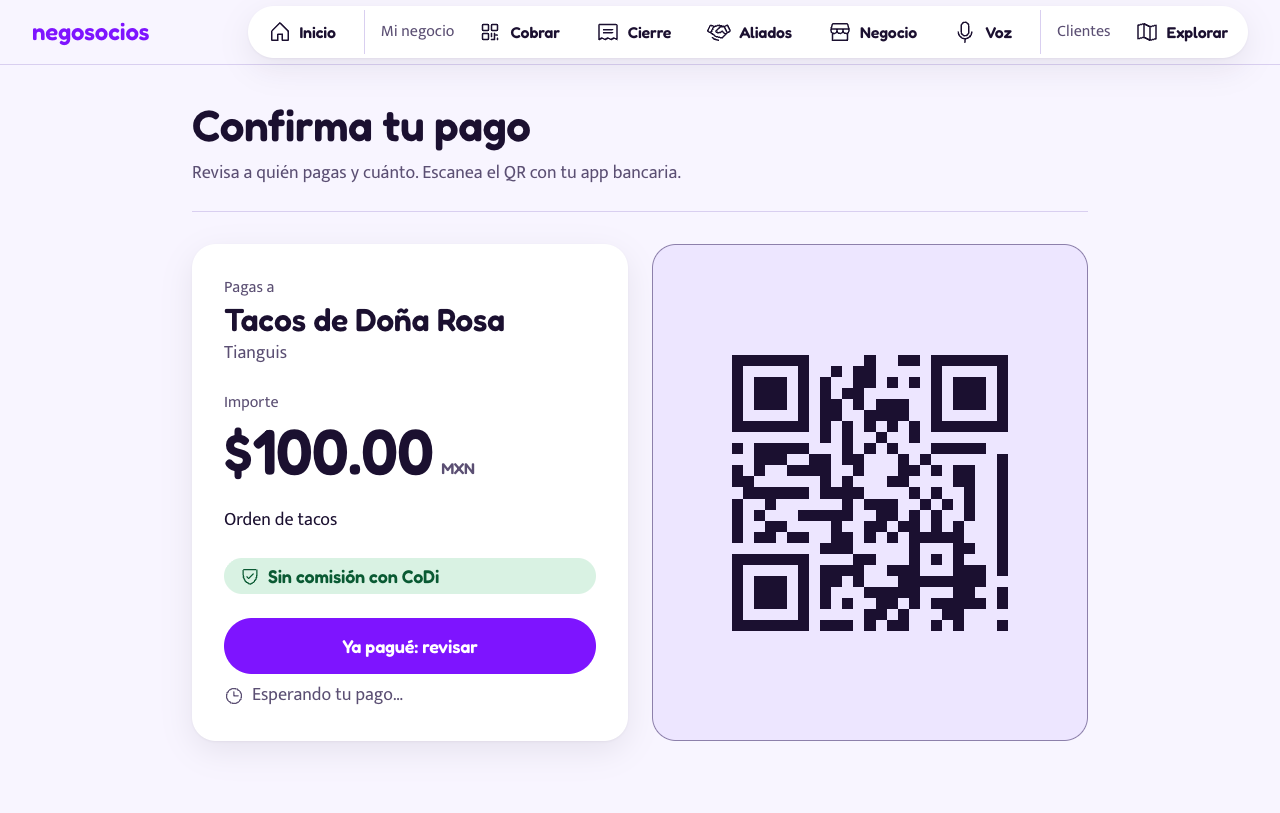 negosocios
Inicio
Mi negocio
Cobrar
Cierre
Aliados
Negocio
Voz
Clientes
Explorar
Confirma tu pago
Revisa a quién pagas y cuánto. Escanea el QR con tu app bancaria.
Pagas a
Tacos de Doña Rosa
Tianguis
Importe
$100.00 MXN
Orden de tacos
Sin comisión con CoDi
Ya pagué: revisar
Esperando tu pago...